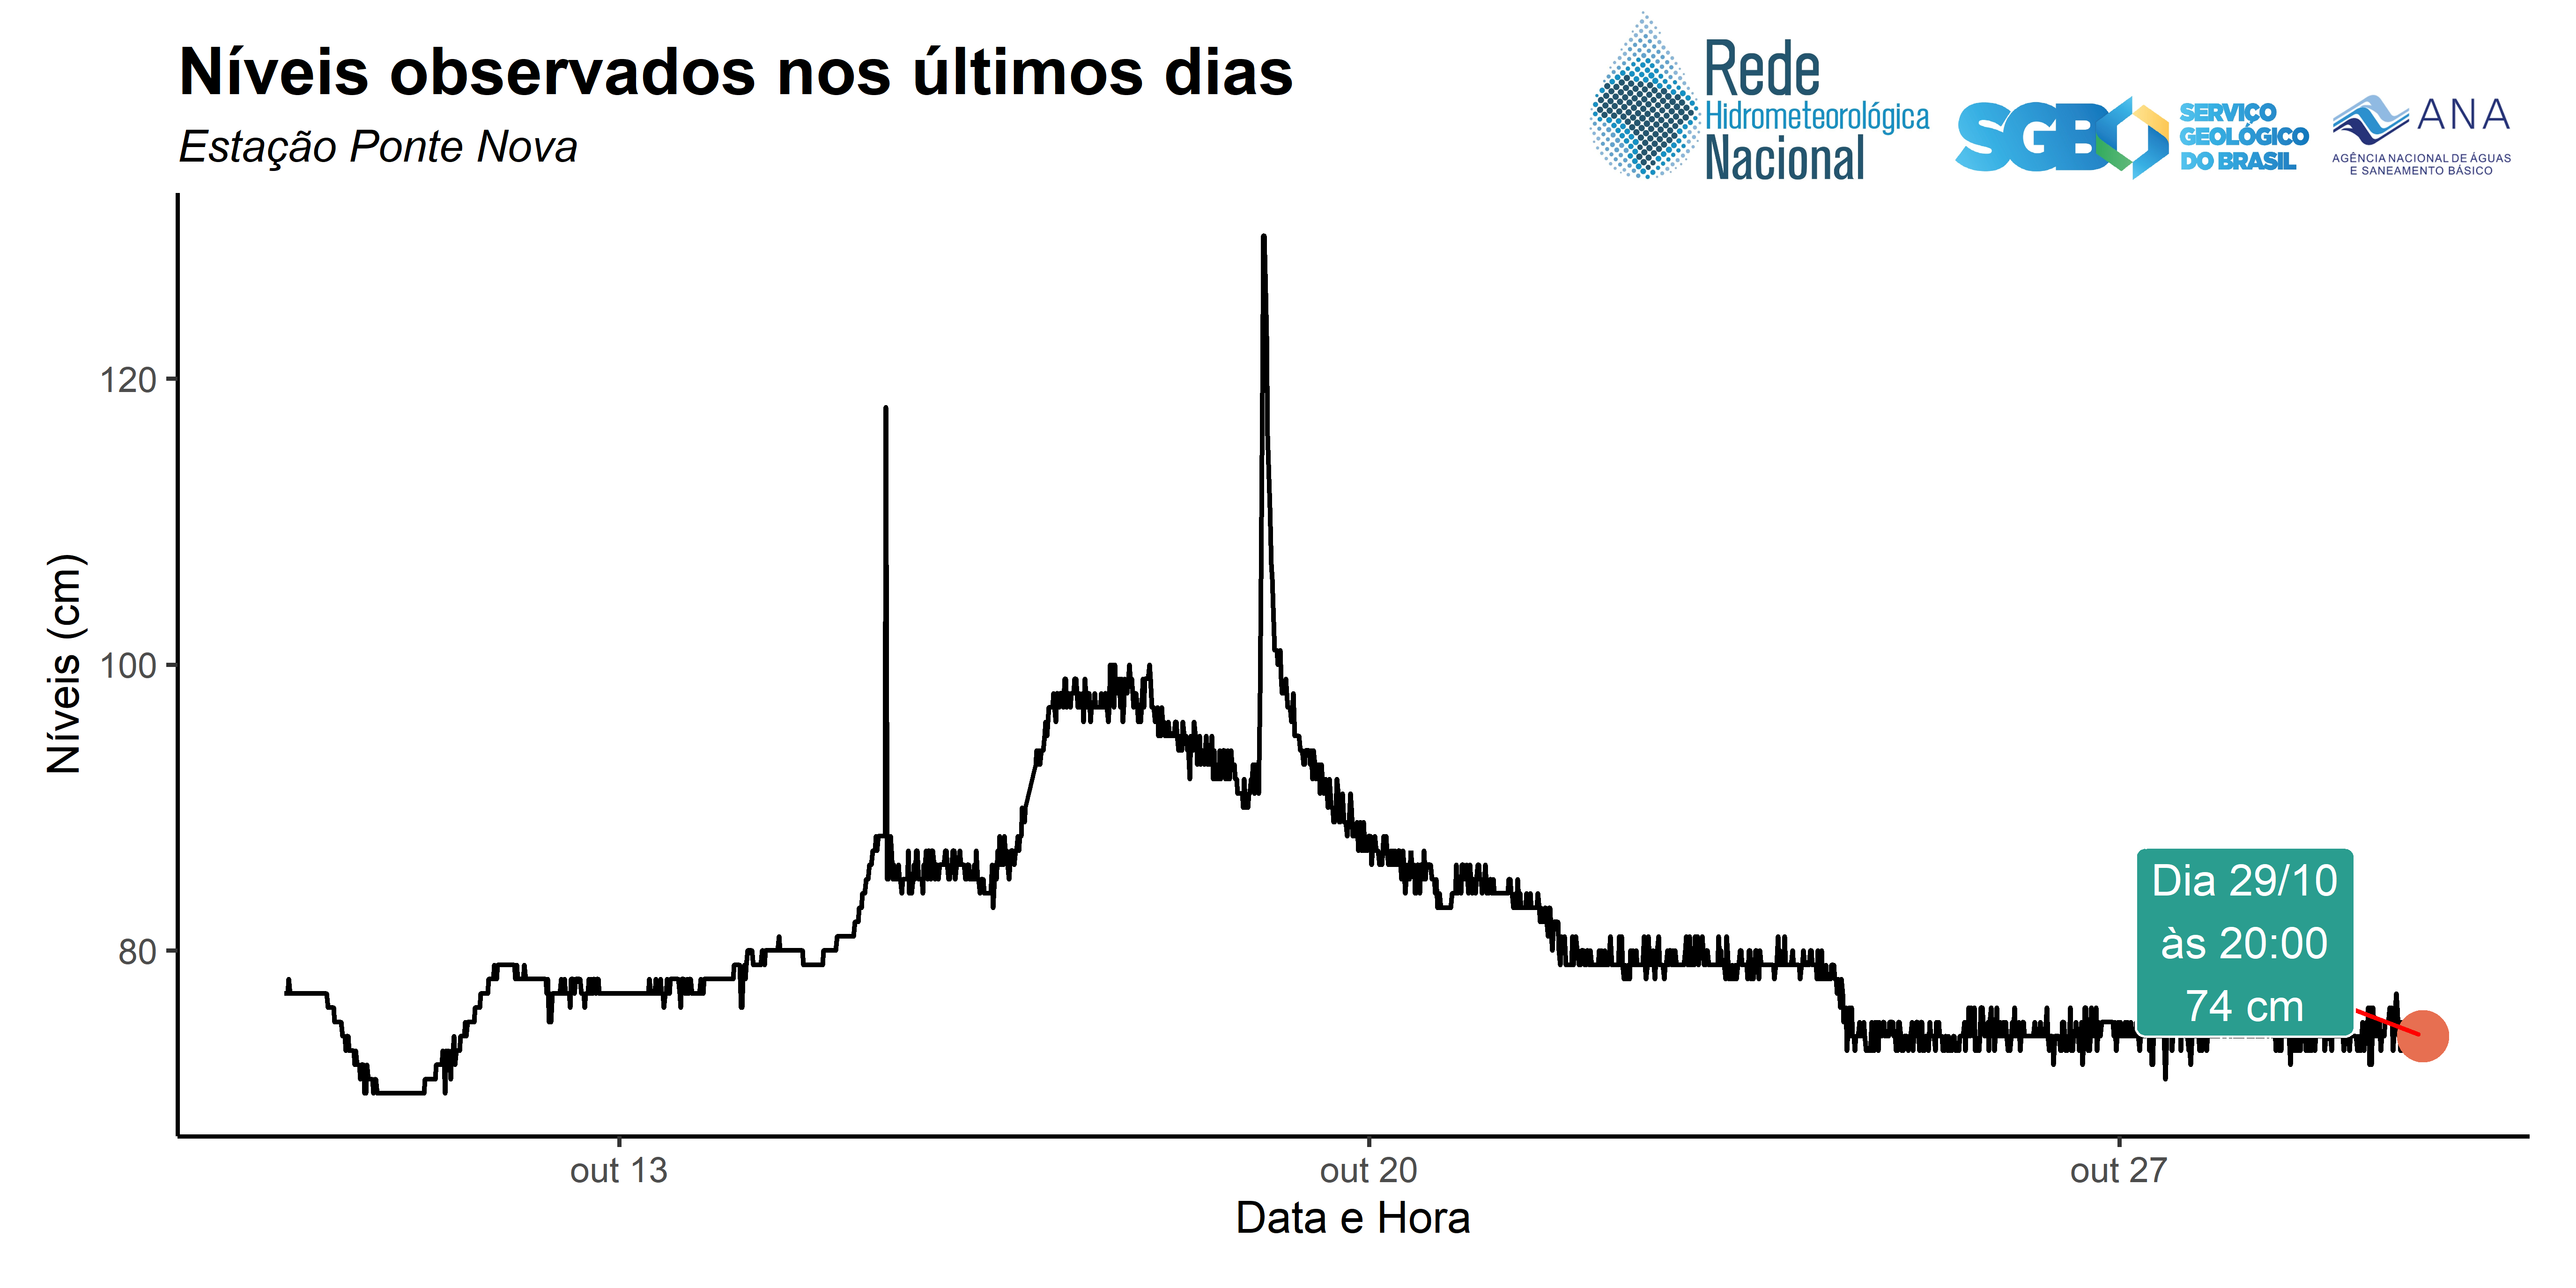 Níveis observados nos últimos dias
Estação Ponte Nova
Rede
Hidrometeorológica
Nacional
SGB
SERVIÇO
GEOLÓGICO
DO BRASIL
ANA
AGÊNCIA NACIONAL DE ÁGUAS
E SANEAMENTO BÁSICO
Níveis (cm)
120
100
80
Dia 29/10
às 20:00
74 cm
out 13
out 20
out 27
Data e Hora